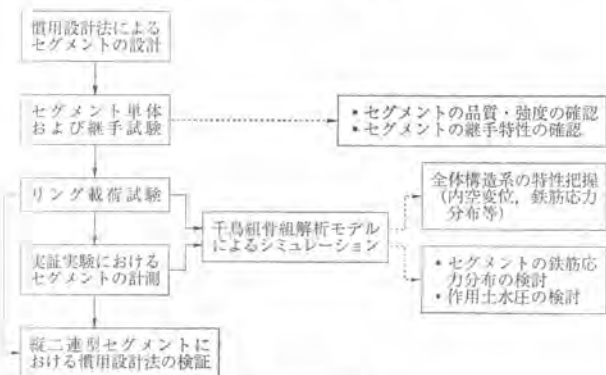 慣用設計法による
セグメントの設計
セグメント単体
および継手試験
・セグメントの品質・強度の確認
・セグメントの継手特性の確認
リング載荷試験
全体構造系の特性把握
(内空変位，鉄筋応力
分布等)
千鳥組骨組解析モデル
によるシミュレーション
実証実験における
セグメントの計測
・セグメントの鉄筋応
力分布の検討
・作用土水圧の検討
縦二連型セグメントに
おける慣用設計法の検証